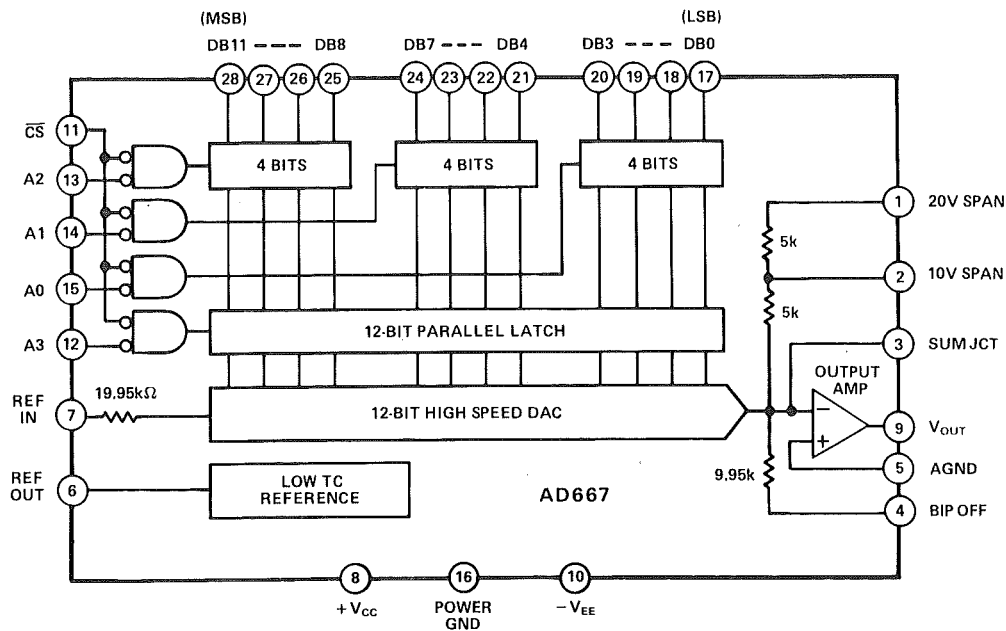 (MSB) (LSB)
DB11 ---- DB8 DB7 --- DB4 DB3 ---- DB0
28 27 26 25 24 23 22 21 20 19 18 17
C̅S̅ 11
4 BITS 4 BITS 4 BITS
A2 13
1 20V SPAN
A1 14
5k
2 10V SPAN
A0 15
5k
12-BIT PARALLEL LATCH
A3 12
3 SUM JCT
OUTPUT
AMP
19.95kΩ
REF
IN 7
12-BIT HIGH SPEED DAC
−
+
9 VOUT
5 AGND
9.95k
REF
OUT 6
LOW TC
REFERENCE
AD667
4 BIP OFF
8 16 10
+VCC POWER
GND −VEE